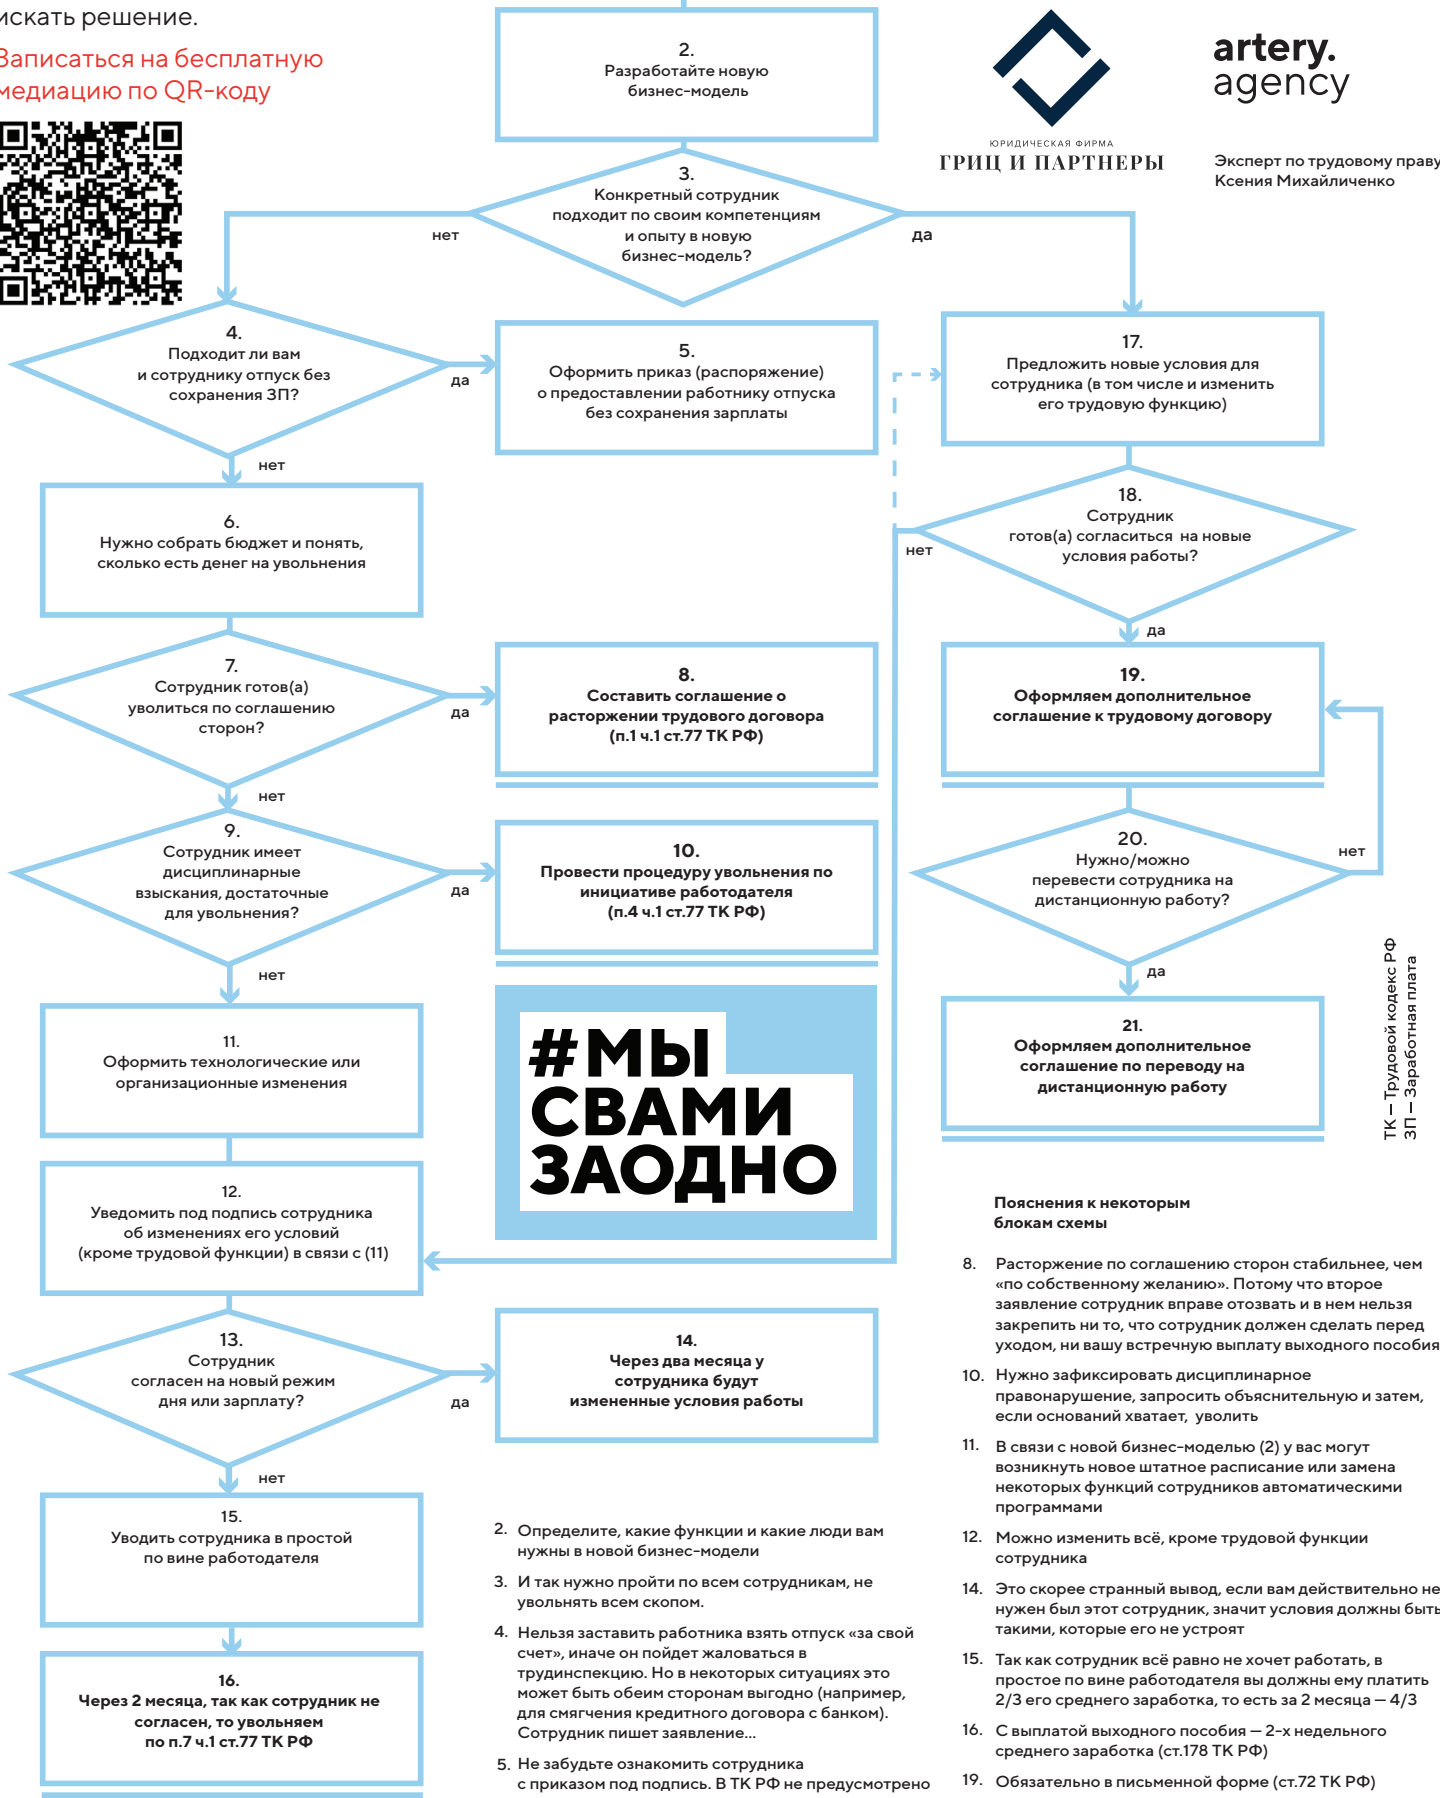 искать решение.
Записаться на бесплатную
медиацию по QR-коду
2.
Разработайте новую
бизнес-модель
ЮРИДИЧЕСКАЯ ФИРМА
ГРИЦ И ПАРТНЕРЫ
artery.
agency
Эксперт по трудовому праву
Ксения Михайличенко
3.
Конкретный сотрудник
подходит по своим компетенциям
и опыту в новую
бизнес-модель?
нет
да
4.
Подходит ли вам
и сотруднику отпуск без
сохранения ЗП?
да
нет
5.
Оформить приказ (распоряжение)
о предоставлении работнику отпуска
без сохранения зарплаты
17.
Предложить новые условия для
сотрудника (в том числе и изменить
его трудовую функцию)
6.
Нужно собрать бюджет и понять,
сколько есть денег на увольнения
18.
Сотрудник
готов(а) согласиться  на новые
условия работы?
нет
да
7.
Сотрудник готов(а)
уволиться по соглашению
сторон?
да
нет
8.
Составить соглашение о
расторжении трудового договора
(п.1 ч.1 ст.77 ТК РФ)
19.
Оформляем дополнительное
соглашение к трудовому договору
9.
Сотрудник имеет
дисциплинарные
взыскания, достаточные
для увольнения?
да
нет
10.
Провести процедуру увольнения по
инициативе работодателя
(п.4 ч.1 ст.77 ТК РФ)
20.
Нужно/можно
перевести сотрудника на
дистанционную работу?
нет
да
11.
Оформить технологические или
организационные изменения
#МЫ
СВАМИ
ЗАОДНО
21.
Оформляем дополнительное
соглашение по переводу на
дистанционную работу
ТК — Трудовой кодекс РФ
ЗП — Заработная плата
12.
Уведомить под подпись сотрудника
об изменениях его условий
(кроме трудовой функции) в связи с (11)
13.
Сотрудник
согласен на новый режим
дня или зарплату?
да
нет
14.
Через два месяца у
сотрудника будут
измененные условия работы
15.
Уводить сотрудника в простой
по вине работодателя
16.
Через 2 месяца, так как сотрудник не
согласен, то увольняем
по п.7 ч.1 ст.77 ТК РФ
2. Определите, какие функции и какие люди вам
нужны в новой бизнес-модели
3. И так нужно пройти по всем сотрудникам, не
увольнять всем скопом.
4. Нельзя заставить работника взять отпуск «за свой
счет», иначе он пойдет жаловаться в
трудинспекцию. Но в некоторых ситуациях это
может быть обеим сторонам выгодно (например,
для смягчения кредитного договора с банком).
Сотрудник пишет заявление...
5. Не забудьте ознакомить сотрудника
с приказом под подпись. В ТК РФ не предусмотрено
Пояснения к некоторым
блокам схемы
8. Расторжение по соглашению сторон стабильнее, чем
«по собственному желанию». Потому что второе
заявление сотрудник вправе отозвать и в нем нельзя
закрепить ни то, что сотрудник должен сделать перед
уходом, ни вашу встречную выплату выходного пособия
10. Нужно зафиксировать дисциплинарное
правонарушение, запросить объяснительную и затем,
если оснований хватает,  уволить
11. В связи с новой бизнес-моделью (2) у вас могут
возникнуть новое штатное расписание или замена
некоторых функций сотрудников автоматическими
программами
12. Можно изменить всё, кроме трудовой функции
сотрудника
14. Это скорее странный вывод, если вам действительно не
нужен был этот сотрудник, значит условия должны быть
такими, которые его не устроят
15. Так как сотрудник всё равно не хочет работать, в
простое по вине работодателя вы должны ему платить
2/3 его среднего заработка, то есть за 2 месяца — 4/3
16. С выплатой выходного пособия — 2-х недельного
среднего заработка (ст.178 ТК РФ)
19. Обязательно в письменной форме (ст.72 ТК РФ)